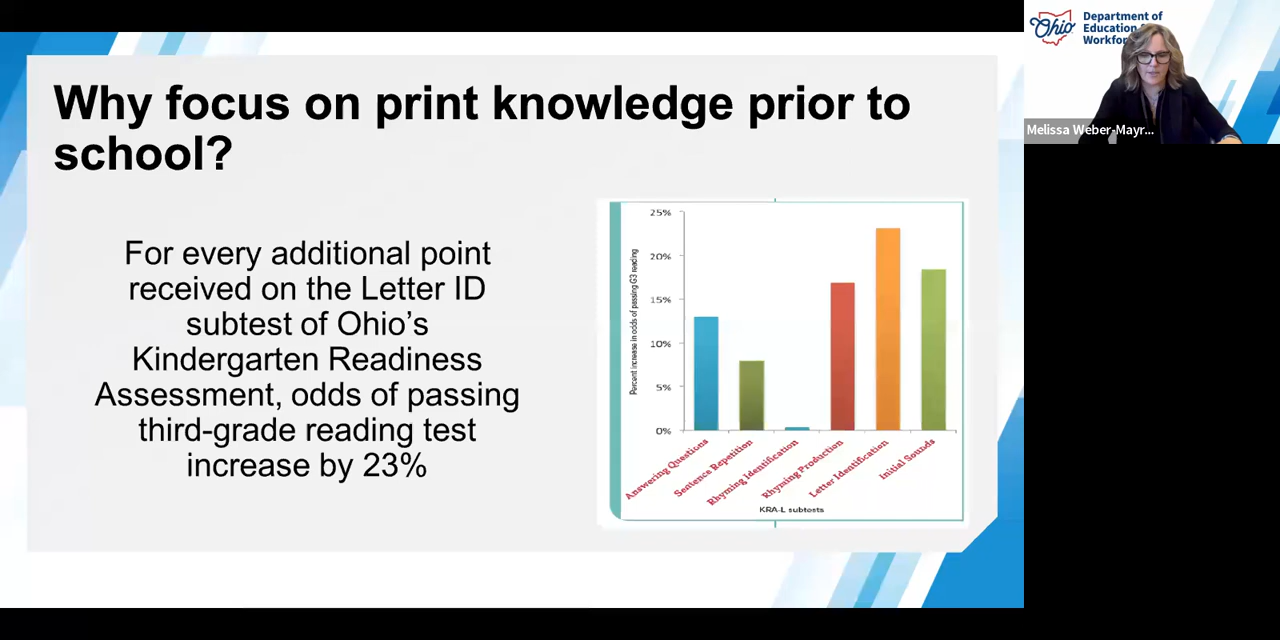 Why focus on print knowledge prior to
school?
For every additional point
received on the Letter ID
subtest of Ohio's
Kindergarten Readiness
Assessment, odds of passing
third-grade reading test
increase by 23%
Percent increase in odds of passing G3 reading
25%
20%
15%
10%
5%
0%
Answering Questions
Sentence Repetition
Rhyming Identification
Rhyming Production
Letter Identification
Initial Sounds
KRA-L subtests
Ohio
Department of
Education
Workfor
Melissa Weber-Mayr...